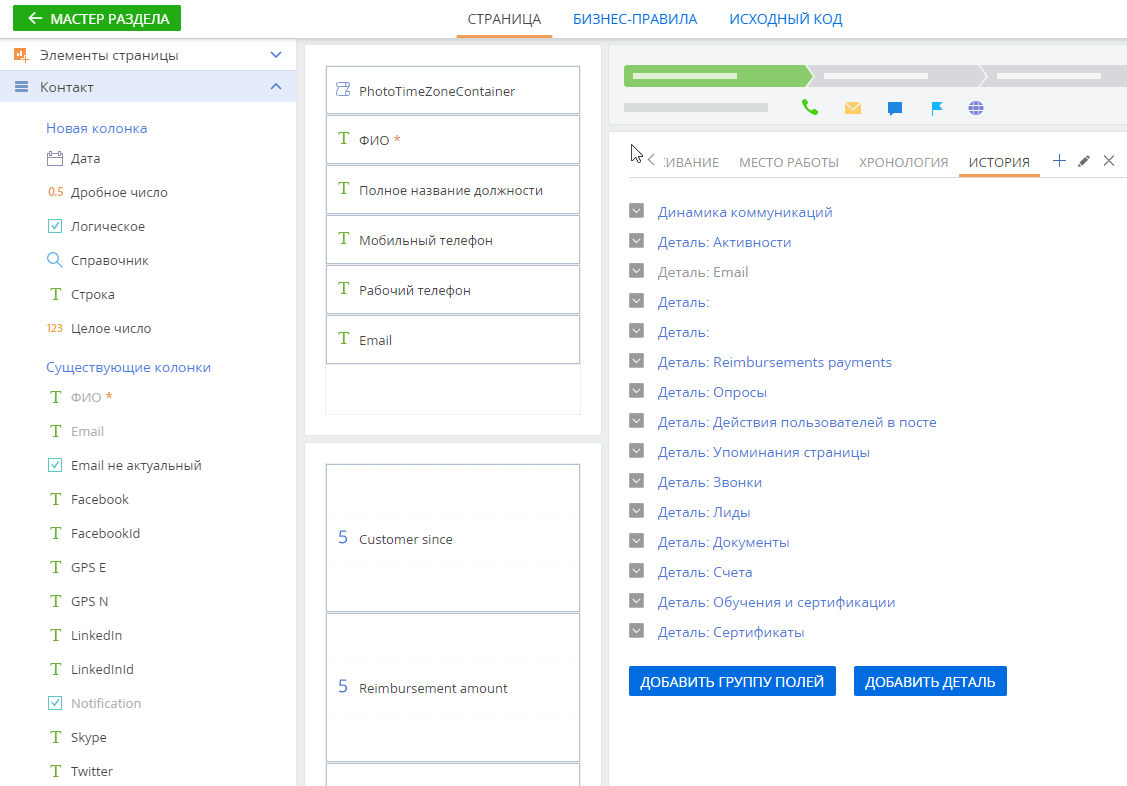 МАСТЕР РАЗДЕЛА
СТРАНИЦА БИЗНЕС-ПРАВИЛА ИСХОДНЫЙ КОД
Элементы страницы
Контакт
Новая колонка
Дата
0.5 Дробное число
Логическое
Справочник
T Строка
123 Целое число
Существующие колонки
T ФИО *
T Email
Email не актуальный
T Facebook
T FacebookId
T GPS E
T GPS N
T LinkedIn
T LinkedInId
Notification
T Skype
T Twitter
PhotoTimeZoneContainer
T ФИО *
T Полное название должности
T Мобильный телефон
T Рабочий телефон
T Email
5 Customer since
5 Reimbursement amount
ИВАНИЕ МЕСТО РАБОТЫ ХРОНОЛОГИЯ ИСТОРИЯ
Динамика коммуникаций
Деталь: Активности
Деталь: Email
Деталь:
Деталь:
Деталь: Reimbursements payments
Деталь: Опросы
Деталь: Действия пользователей в посте
Деталь: Упоминания страницы
Деталь: Звонки
Деталь: Лиды
Деталь: Документы
Деталь: Счета
Деталь: Обучения и сертификации
Деталь: Сертификаты
ДОБАВИТЬ ГРУППУ ПОЛЕЙ ДОБАВИТЬ ДЕТАЛЬ